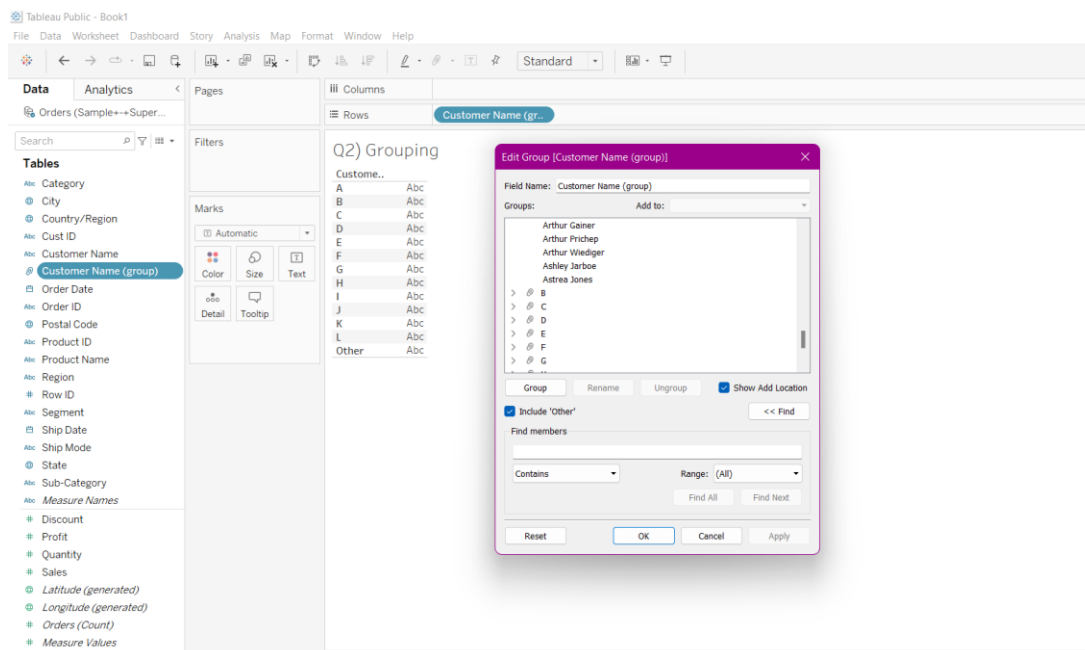 Tableau Public - Book1
File Data Worksheet Dashboard Story Analysis Map Format Window Help
Standard
Data Analytics
Orders (Sample+-+Super...
Search
Tables
Abc Category
City
Country/Region
Abc Cust ID
Abc Customer Name
Customer Name (group)
Order Date
Abc Order ID
Postal Code
Abc Product ID
Abc Product Name
Abc Region
# Row ID
Abc Segment
Ship Date
Abc Ship Mode
State
Abc Sub-Category
Abc Measure Names
# Discount
# Profit
# Quantity
# Sales
Latitude (generated)
Longitude (generated)
# Orders (Count)
# Measure Values
Pages
Filters
Marks
Automatic
Color Size Text
Detail Tooltip
Columns
Rows Customer Name (gr..
Q2) Grouping
Custome..
A Abc
B Abc
C Abc
D Abc
E Abc
F Abc
G Abc
H Abc
I Abc
J Abc
K Abc
L Abc
Other Abc
Edit Group [Customer Name (group)]
Field Name: Customer Name (group)
Groups: Add to:
Arthur Gainer
Arthur Prichep
Arthur Wiediger
Ashley Jarboe
Astrea Jones
B
C
D
E
F
G
Group Rename Ungroup Show Add Location
Include 'Other' << Find
Find members
Contains Range: (All)
Find All Find Next
Reset OK Cancel Apply